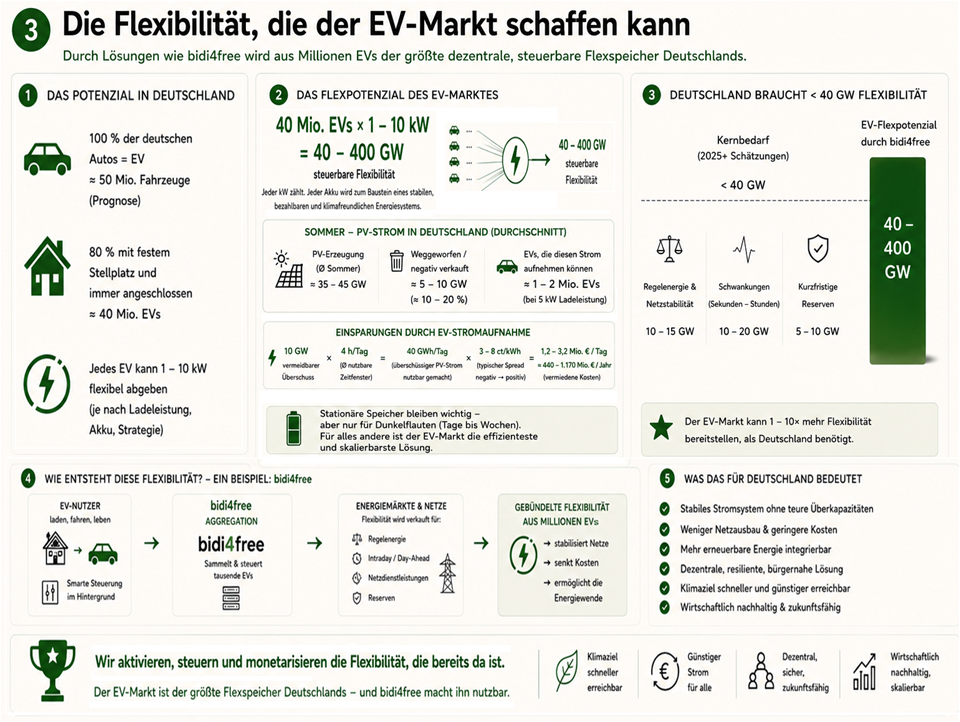 3
Die Flexibilität, die der EV-Markt schaffen kann
Durch Lösungen wie bidi4free wird aus Millionen EVs der größte dezentrale, steuerbare Flexspeicher Deutschlands.
1 DAS POTENZIAL IN DEUTSCHLAND
100 % der deutschen
Autos = EV
≈ 50 Mio. Fahrzeuge
(Prognose)
80 % mit festem
Stellplatz und
immer angeschlossen
≈ 40 Mio. EVs
Jedes EV kann 1 – 10 kW
flexibel abgeben
(je nach Ladeleistung,
Akku, Strategie)
2 DAS FLEXPOTENZIAL DES EV-MARKTES
40 Mio. EVs × 1 – 10 kW
= 40 – 400 GW
steuerbare Flexibilität
Jeder kW zählt. Jeder Akku wird zum Baustein eines stabilen,
bezahlbaren und klimafreundlichen Energiesystems.
40 – 400 GW
steuerbare
Flexibilität
SOMMER – PV-STROM IN DEUTSCHLAND (DURCHSCHNITT)
PV-Erzeugung
(Ø Sommer)
≈ 35 – 45 GW
Weggeworfen /
negativ verkauft
≈ 5 – 10 GW
(≈ 10 – 20 %)
EVs, die diesen Strom
aufnehmen können
≈ 1 – 2 Mio. EVs
(bei 5 kW Ladeleistung)
EINSPARUNGEN DURCH EV-STROMAUFNAHME
10 GW
vermeidbarer
Überschuss
×
4 h/Tag
(Ø nutzbare
Zeitfenster)
=
40 GWh/Tag
(überschüssiger PV-Strom
nutzbar gemacht)
×
3 – 8 ct/kWh
(typischer Spread
negativ → positiv)
=
1,2 – 3,2 Mio. € / Tag
≈ 440 – 1.170 Mio. € / Jahr
(vermiedene Kosten)
Stationäre Speicher bleiben wichtig –
aber nur für Dunkelflauten (Tage bis Wochen).
Für alles andere ist der EV-Markt die effizienteste
und skalierbarste Lösung.
3 DEUTSCHLAND BRAUCHT < 40 GW FLEXIBILITÄT
Kernbedarf
(2025+ Schätzungen)
< 40 GW
EV-Flexpotenzial
durch bidi4free
40 –
400
GW
Regelenergie &
Netzstabilität
10 – 15 GW
Schwankungen
(Sekunden – Stunden)
10 – 20 GW
Kurzfristige
Reserven
5 – 10 GW
Der EV-Markt kann 1 – 10× mehr Flexibilität
bereitstellen, als Deutschland benötigt.
4 WIE ENTSTEHT DIESE FLEXIBILITÄT? – EIN BEISPIEL: bidi4free
EV-NUTZER
laden, fahren, leben
Smarte Steuerung
im Hintergrund
bidi4free
AGGREGATION
bidi4free
Sammelt & steuert
tausende EVs
ENERGIEMÄRKTE & NETZE
Flexibilität wird verkauft für:
Regelenergie
Intraday / Day-Ahead
Netzdienstleistungen
Reserven
GEBÜNDELTE FLEXIBILITÄT
AUS MILLIONEN EVs
→ stabilisiert Netze
→ senkt Kosten
→ ermöglicht die
Energiewende
5 WAS DAS FÜR DEUTSCHLAND BEDEUTET
Stabiles Stromsystem ohne teure Überkapazitäten
Weniger Netzausbau & geringere Kosten
Mehr erneuerbare Energie integrierbar
Dezentrale, resiliente, bürgernahe Lösung
Klimaziel schneller und günstiger erreichbar
Wirtschaftlich nachhaltig & zukunftsfähig
Wir aktivieren, steuern und monetarisieren die Flexibilität, die bereits da ist.
Der EV-Markt ist der größte Flexspeicher Deutschlands – und bidi4free macht ihn nutzbar.
Klimaziel
schneller
erreichbar
Günstiger
Strom
für alle
Dezentral,
sicher,
zukunftsfähig
Wirtschaftlich
nachhaltig,
skalierbar